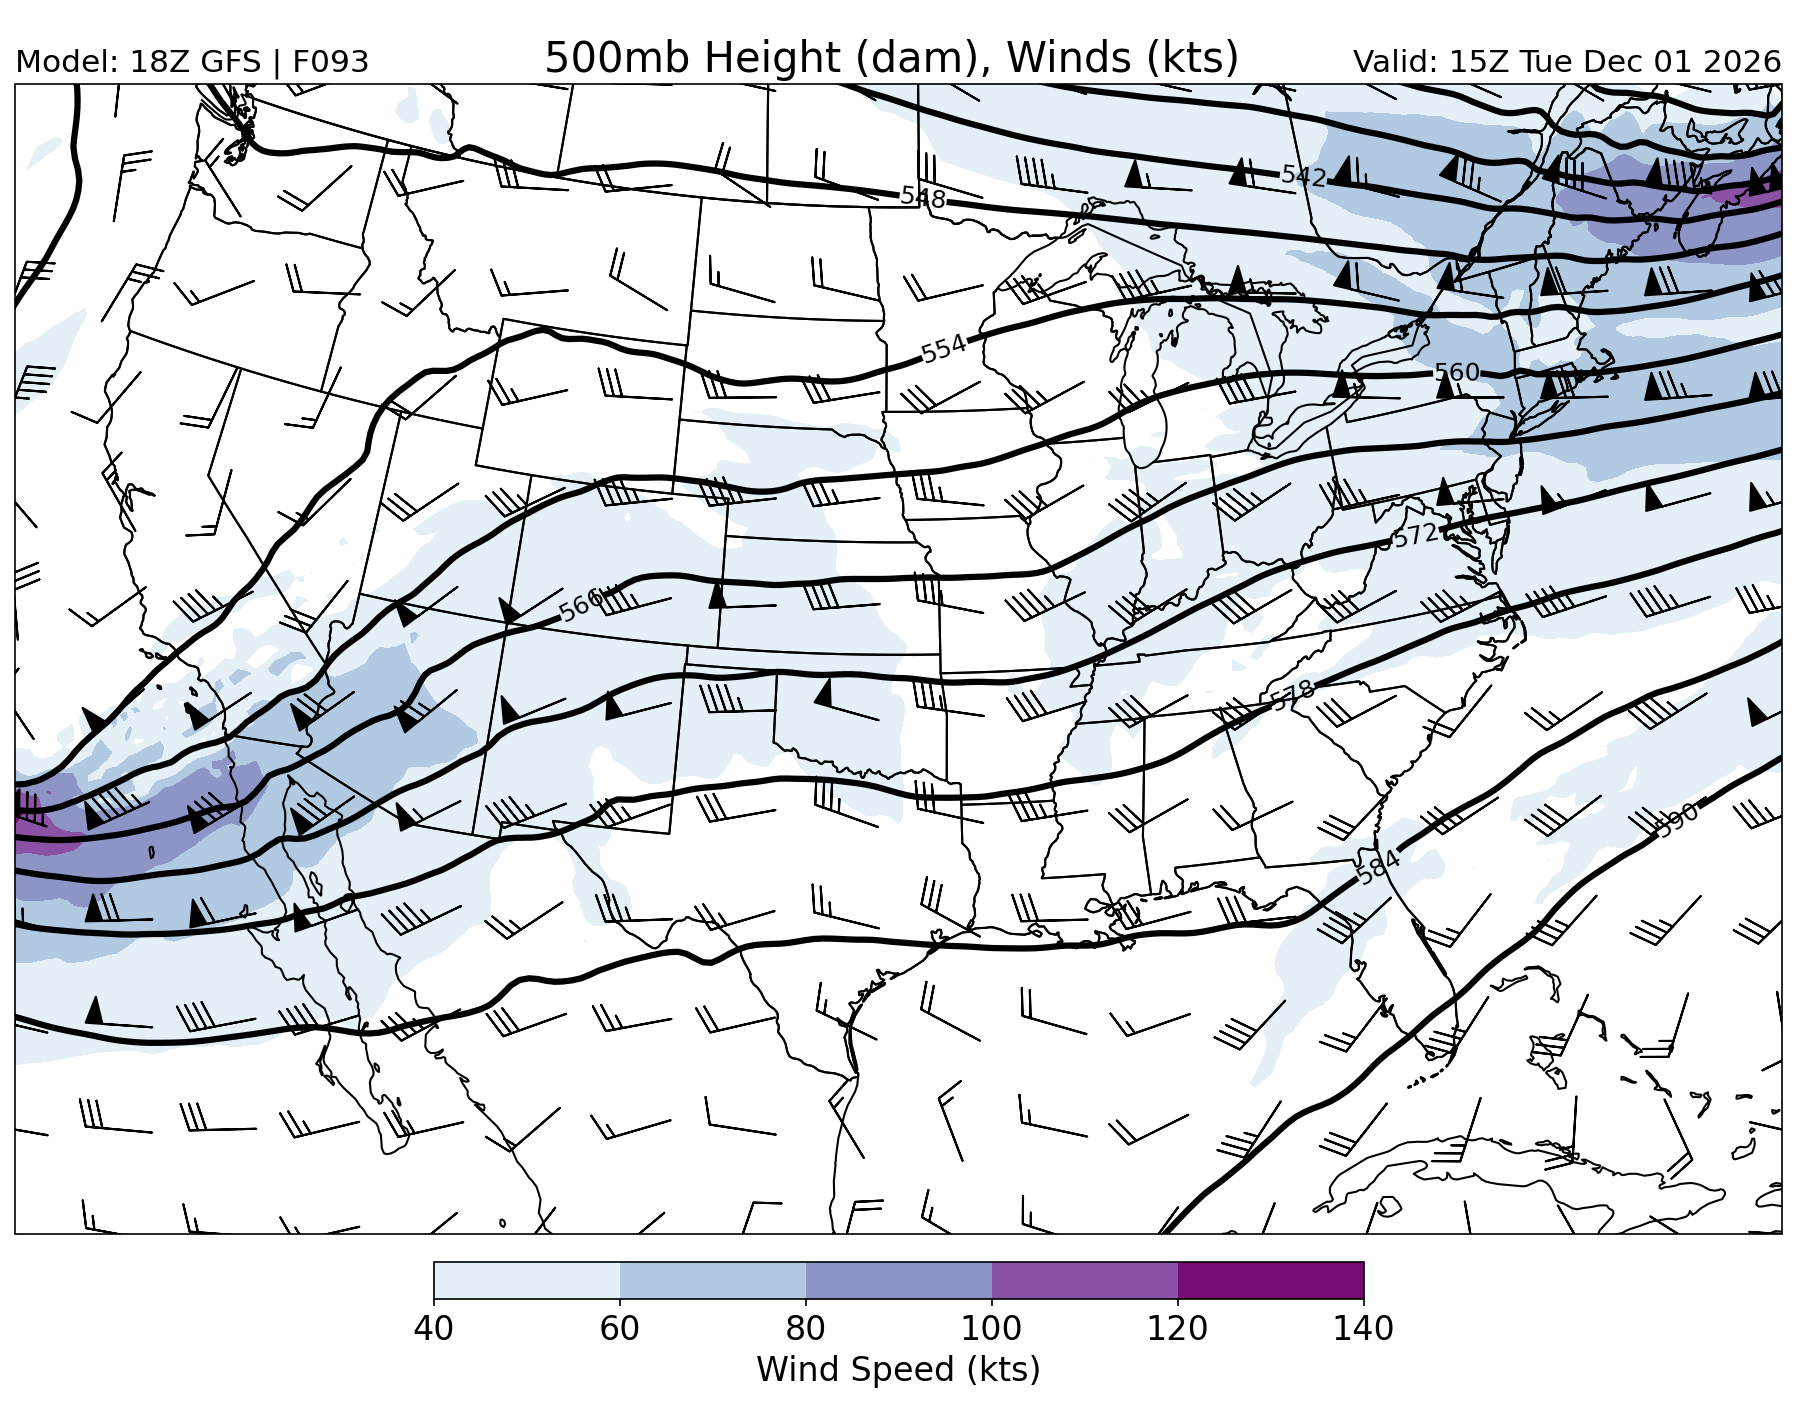 Model: 18Z GFS | F093
500mb Height (dam), Winds (kts)
Valid: 15Z Tue Dec 01 2026
542
548
554
560
572
566
578
590
584
40 60 80 100 120 140
Wind Speed (kts)